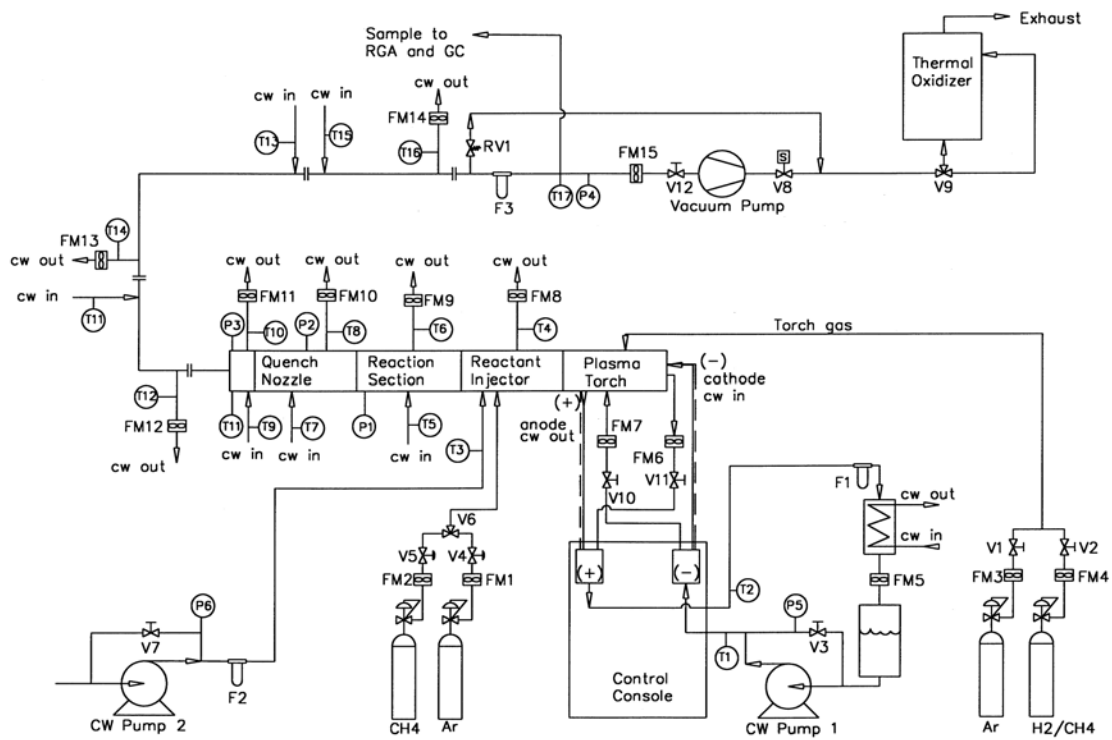 Exhaust
Sample to
RGA and GC
Thermal
Oxidizer
cw out
cw in
cw in
FM14
T13
T15
T16
RV1
FM15
V12
V8
S
V9
F3
T17
P4
Vacuum Pump
FM13
T14
cw out
cw in
T11
cw out
cw out
cw out
cw out
FM11
FM10
FM9
FM8
P3
T10
P2
T8
T6
T4
Torch gas
Quench
Nozzle
Reaction
Section
Reactant
Injector
Plasma
Torch
(-)
cathode
cw in
T12
FM12
cw out
T11
T9
T7
P1
T5
T3
cw in
cw in
cw in
(+)
anode
cw out
FM7
FM6
V11
V10
F1
cw out
cw in
V6
V5
V4
FM2
FM1
(+)
(-)
T2
FM5
V1
V2
FM3
FM4
P6
V7
P5
V3
T1
F2
Control
Console
CW Pump 2
CH4
Ar
CW Pump 1
Ar
H2/CH4